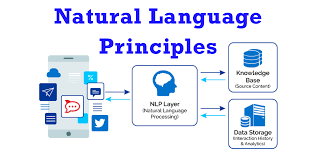 Natural Language
Principles
NLP Layer
(Natural Language
Processing)
Knowledge
Base
(Source Content)
Data Storage
(Interaction History
& Analytics)